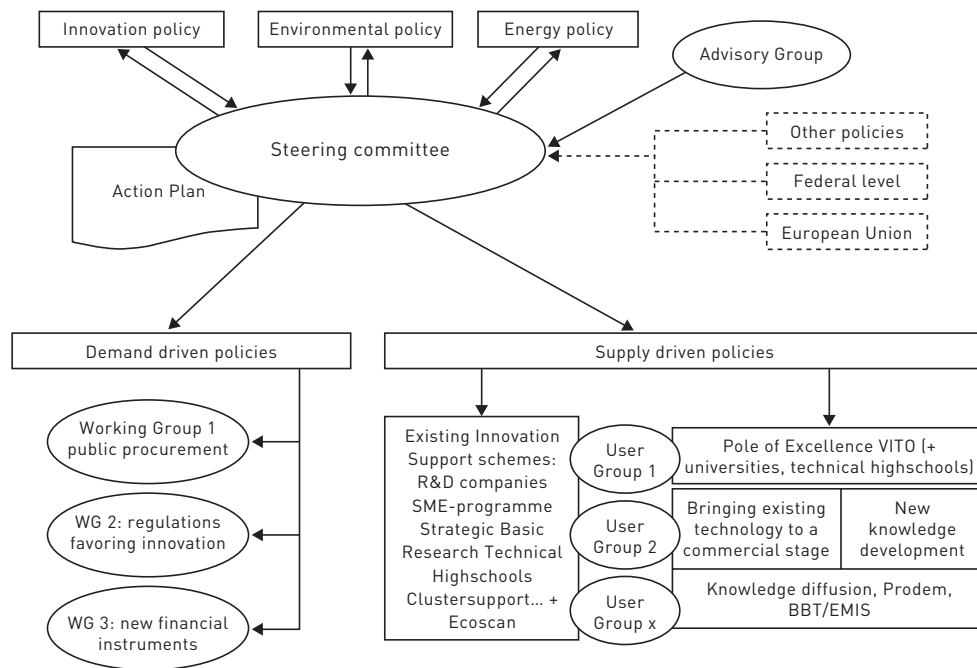 Innovation policy
Environmental policy
Energy policy
Advisory Group
Steering committee
Action Plan
Other policies
Federal level
European Union
Demand driven policies
Supply driven policies
Working Group 1
public procurement
WG 2: regulations
favoring innovation
WG 3: new financial
instruments
Existing Innovation
Support schemes:
R&D companies
SME-programme
Strategic Basic
Research Technical
Highschools
Clustersupport... +
Ecoscan
User
Group 1
User
Group 2
User
Group x
Pole of Excellence VITO (+
universities, technical highschools)
Bringing existing
technology to a
commercial stage
New
knowledge
development
Knowledge diffusion, Prodem,
BBT/EMIS